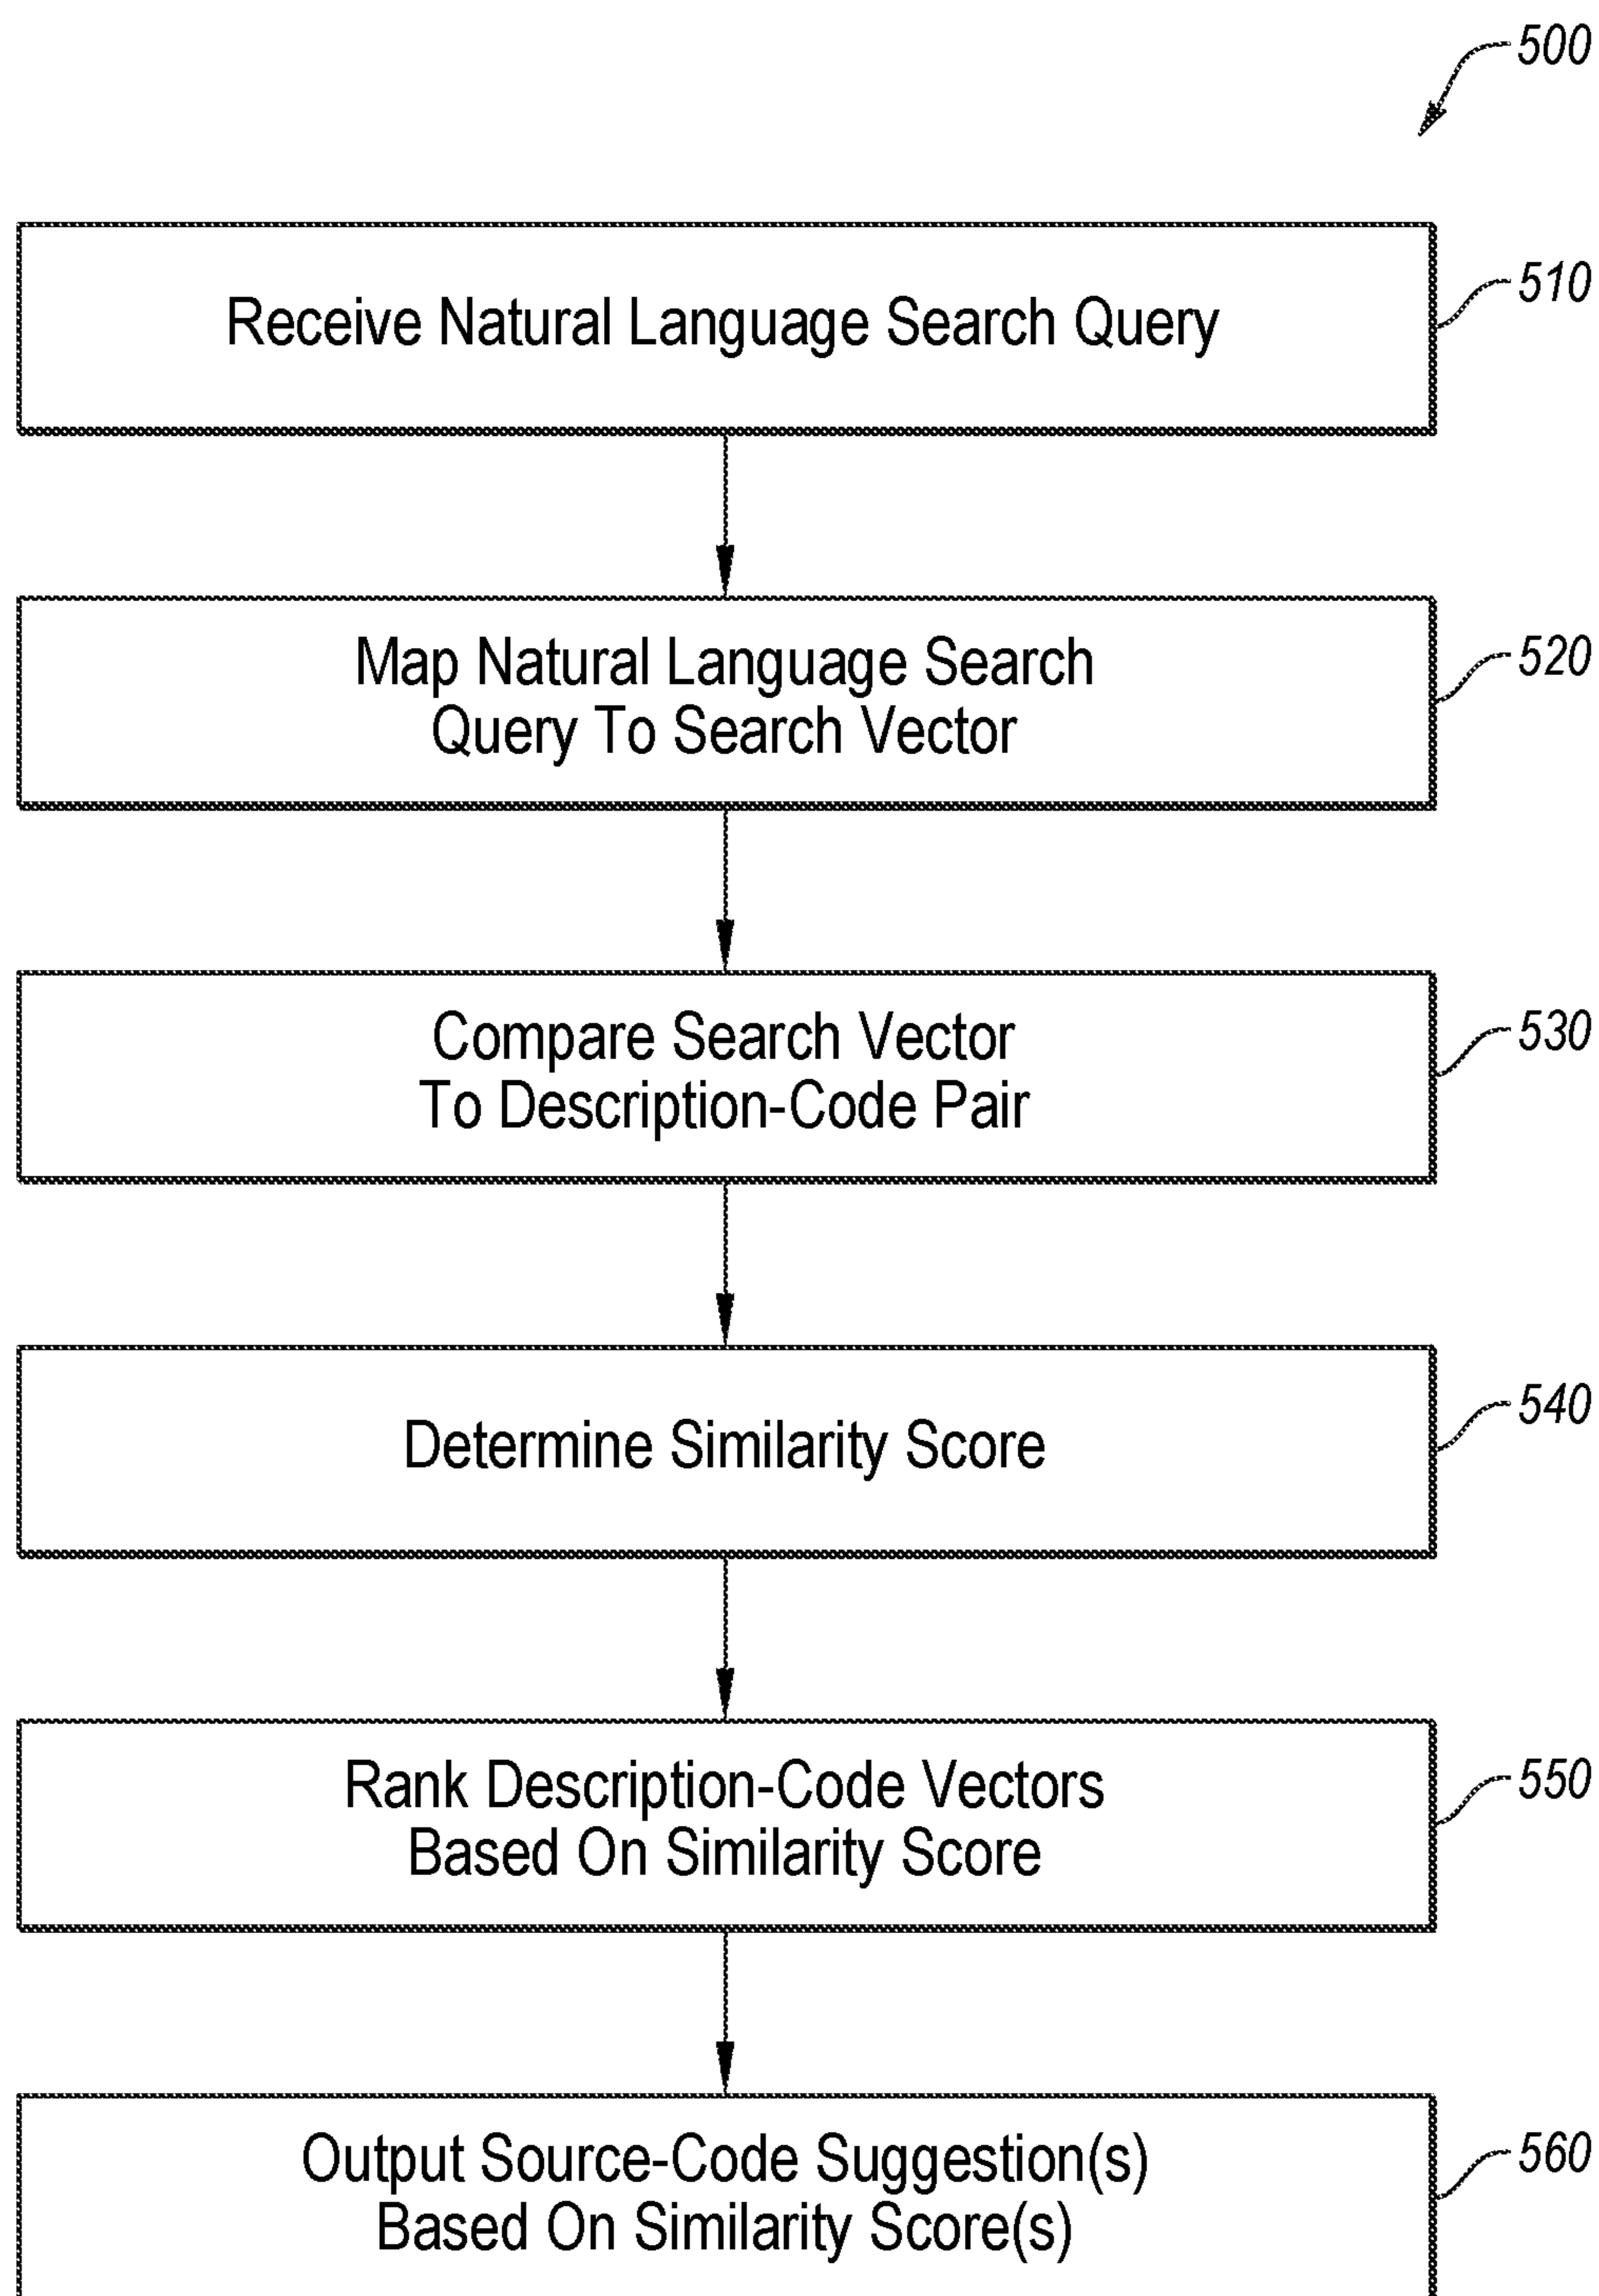 500
Receive Natural Language Search Query
510
Map Natural Language Search
Query To Search Vector
520
Compare Search Vector
To Description-Code Pair
530
Determine Similarity Score
540
Rank Description-Code Vectors
Based On Similarity Score
550
Output Source-Code Suggestion(s)
Based On Similarity Score(s)
560